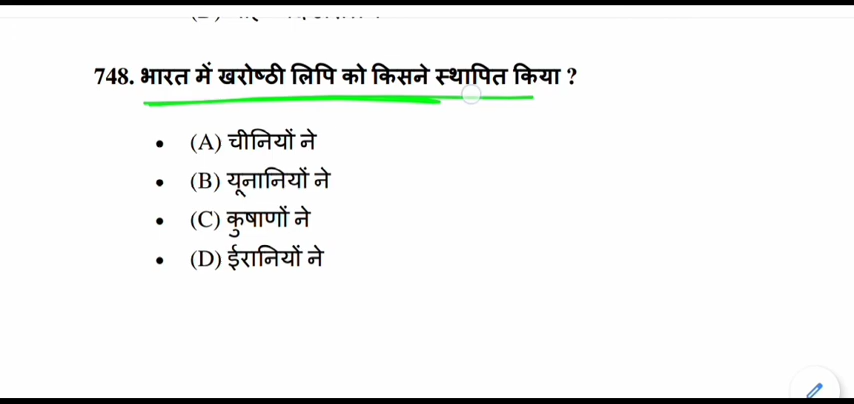 748. भारत में खरोष्ठी लिपि को किसने स्थापित किया ?
• (A) चीनियों ने
• (B) यूनानियों ने
• (C) कुषाणों ने
• (D) ईरानियों ने